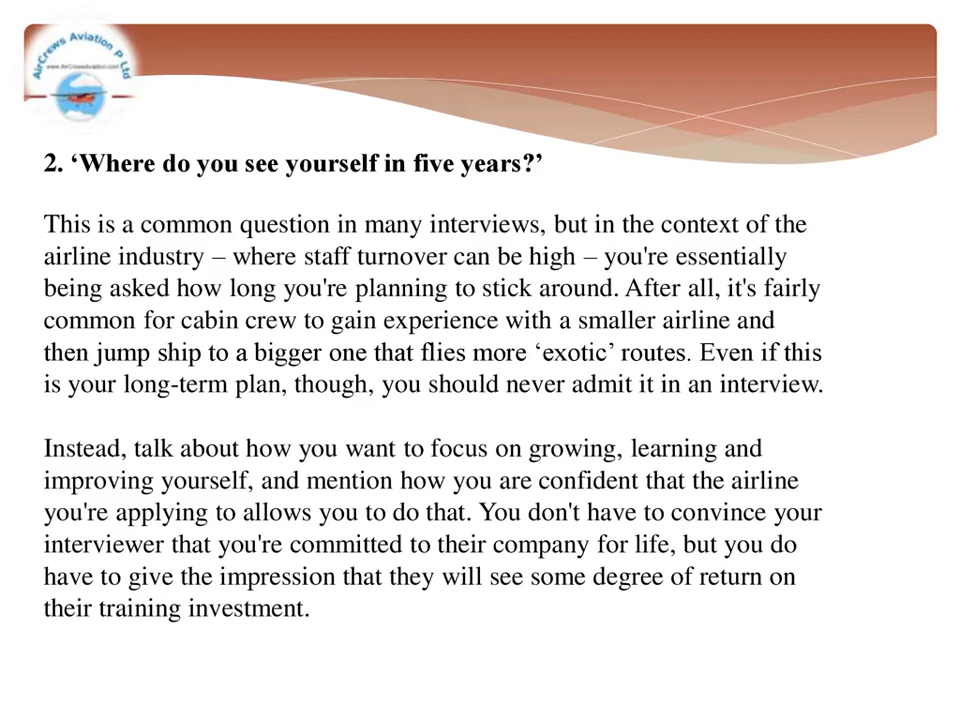 AirCrews Aviation P Ltd
www.AirCrewsAviation.com
2. ‘Where do you see yourself in five years?’
This is a common question in many interviews, but in the context of the
airline industry – where staff turnover can be high – you're essentially
being asked how long you're planning to stick around. After all, it's fairly
common for cabin crew to gain experience with a smaller airline and
then jump ship to a bigger one that flies more ‘exotic’ routes. Even if this
is your long-term plan, though, you should never admit it in an interview.
Instead, talk about how you want to focus on growing, learning and
improving yourself, and mention how you are confident that the airline
you're applying to allows you to do that. You don't have to convince your
interviewer that you're committed to their company for life, but you do
have to give the impression that they will see some degree of return on
their training investment.